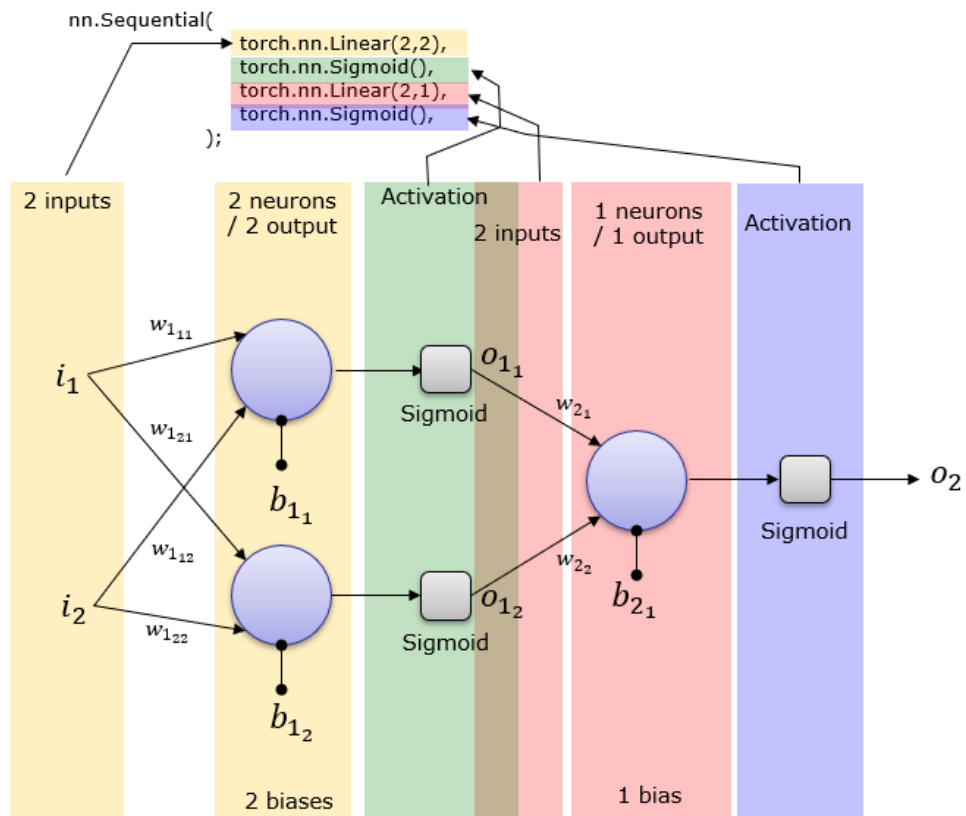 nn.Sequential(
torch.nn.Linear(2,2),
torch.nn.Sigmoid(),
torch.nn.Linear(2,1),
torch.nn.Sigmoid(),
);
2 inputs
2 neurons
/ 2 output
Activation
2 inputs
1 neurons
/ 1 output
Activation
w₁₁₁
i₁
w₁₂₁
b₁₁
w₁₁₂
i₂
w₁₂₂
b₁₂
o₁₁
Sigmoid
w₂₁
o₁₂
Sigmoid
w₂₂
b₂₁
Sigmoid
o₂
2 biases
1 bias